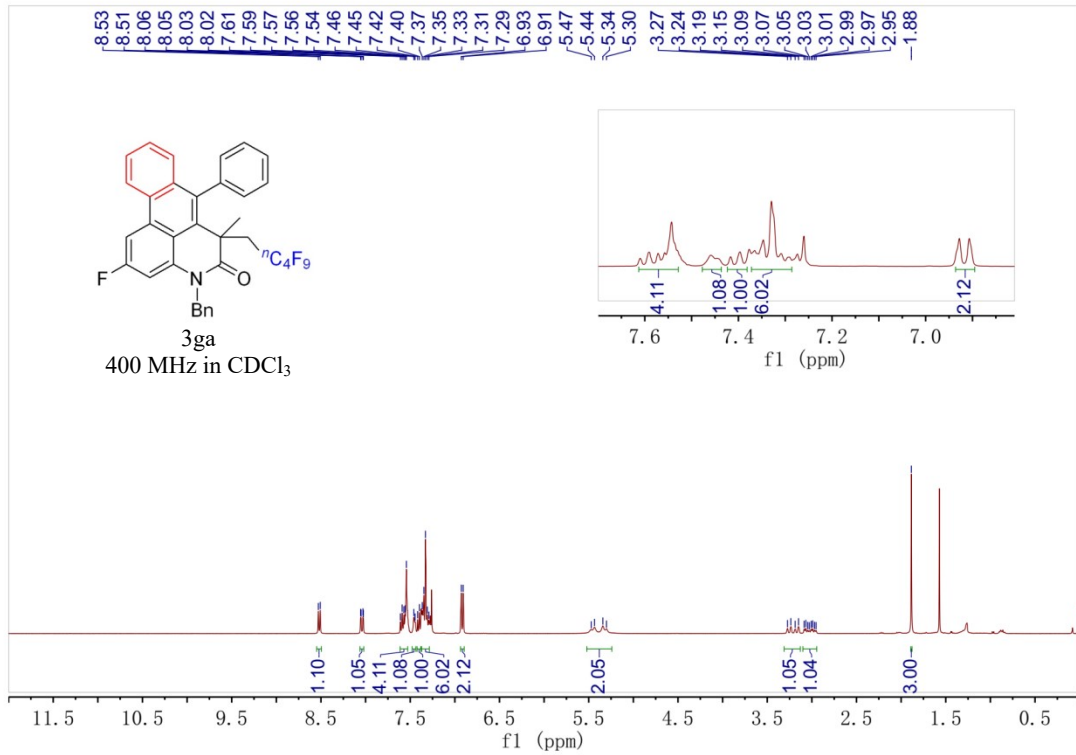 8.53 8.51 8.06 8.05 8.03 8.02 7.61 7.59 7.57 7.56 7.54 7.46 7.45 7.42 7.40 7.37 7.35 7.33 7.31 7.29 6.93 6.91 5.47 5.44 5.34 5.30 3.27 3.24 3.19 3.15 3.09 3.07 3.05 3.03 3.01 2.99 2.97 2.95 1.88
ⁿC₄F₉
F
N
O
Bn
3ga
400 MHz in CDCl₃
4.11 1.08 1.00 6.02 2.12
7.6 7.4 7.2 7.0
f1 (ppm)
1.10 1.05 4.11 1.08 1.00 6.02 2.12 2.05 1.05 1.04 3.00
11.5 10.5 9.5 8.5 7.5 6.5 5.5 4.5 3.5 2.5 1.5 0.5
f1 (ppm)